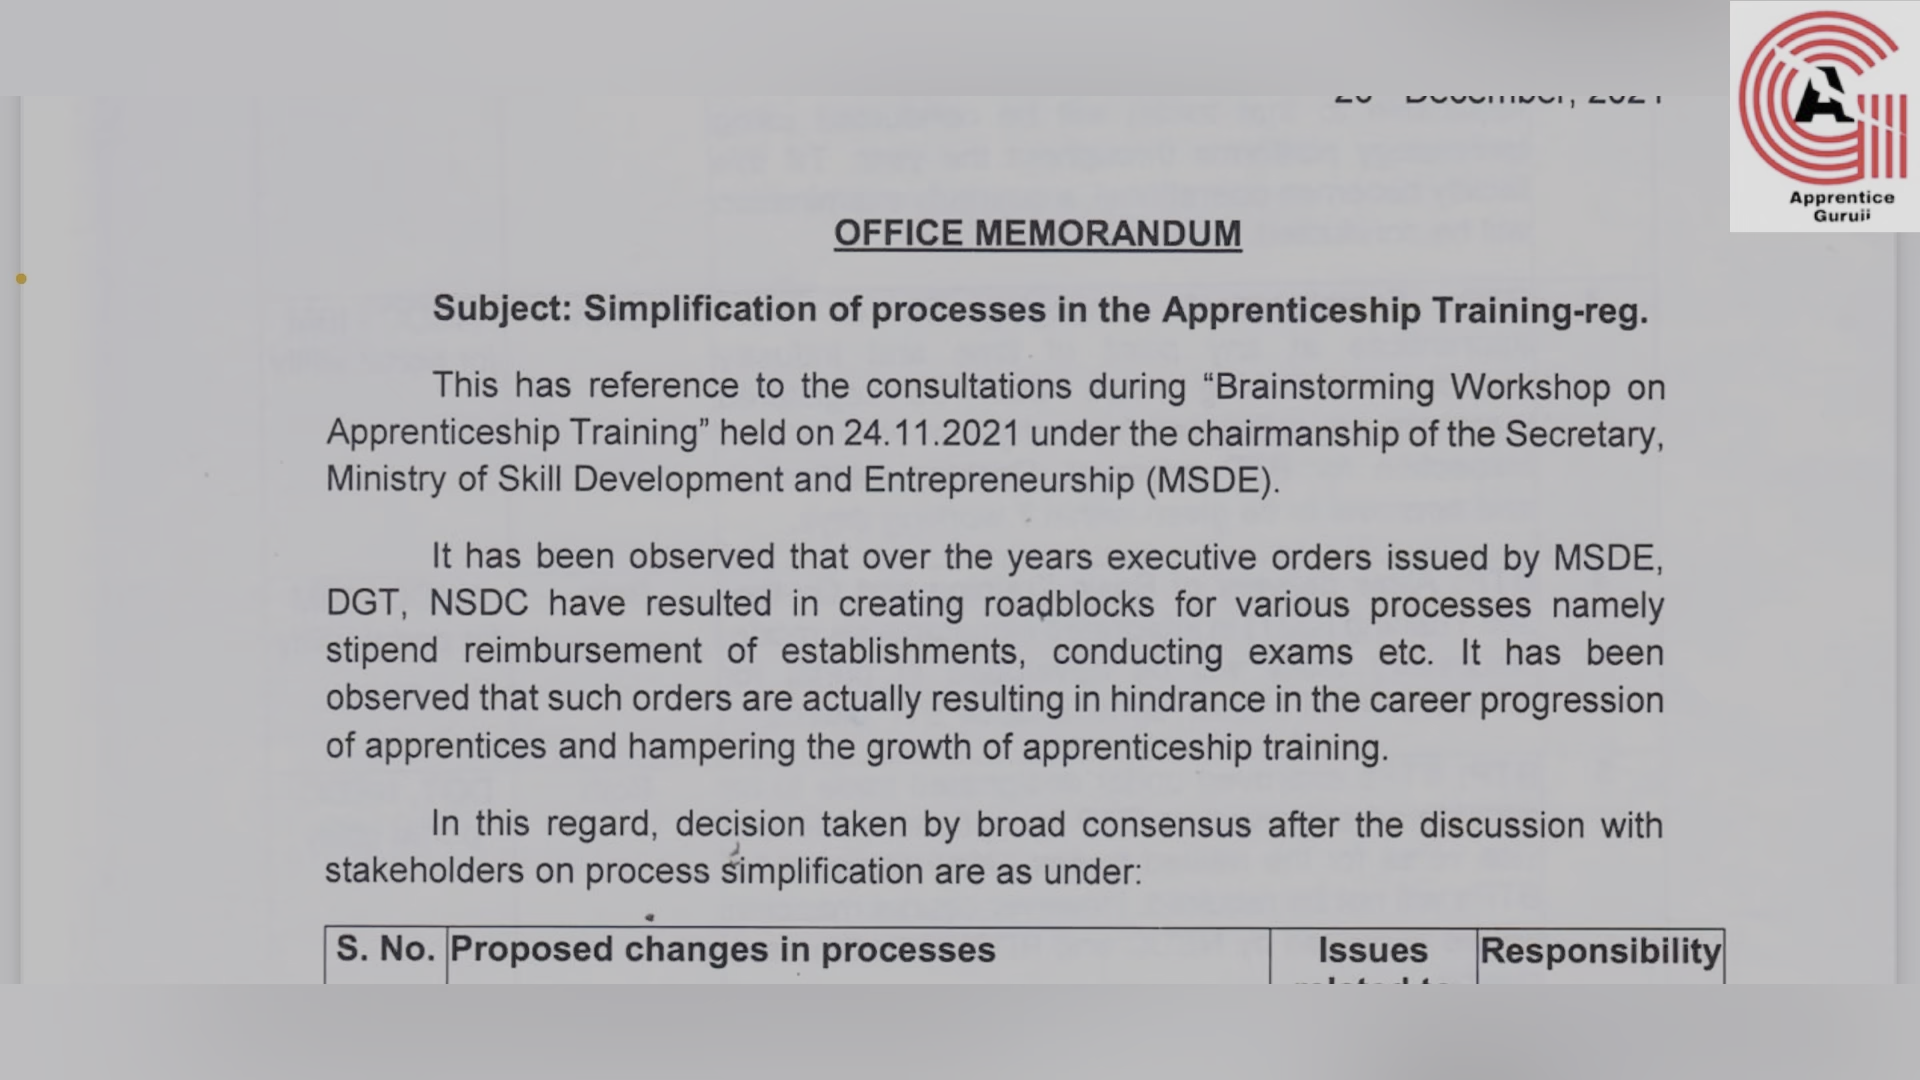 December, 2021
Apprentice
Guruji
OFFICE MEMORANDUM
Subject: Simplification of processes in the Apprenticeship Training-reg.
This has reference to the consultations during “Brainstorming Workshop on
Apprenticeship Training” held on 24.11.2021 under the chairmanship of the Secretary,
Ministry of Skill Development and Entrepreneurship (MSDE).
It has been observed that over the years executive orders issued by MSDE,
DGT, NSDC have resulted in creating roadblocks for various processes namely
stipend reimbursement of establishments, conducting exams etc. It has been
observed that such orders are actually resulting in hindrance in the career progression
of apprentices and hampering the growth of apprenticeship training.
In this regard, decision taken by broad consensus after the discussion with
stakeholders on process simplification are as under:
S. No. Proposed changes in processes Issues Responsibility
related to